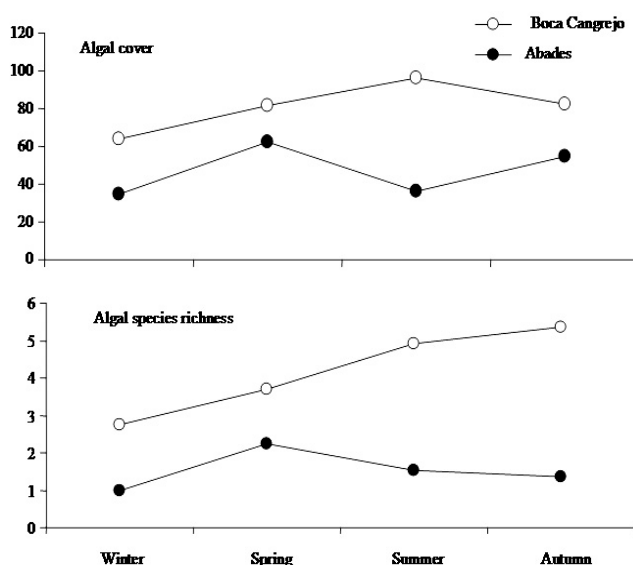 120
Algal cover
Boca Cangrejo
Abades
100
80
60
40
20
0
6
Algal species richness
5
4
3
2
1
0
Winter Spring Summer Autumn